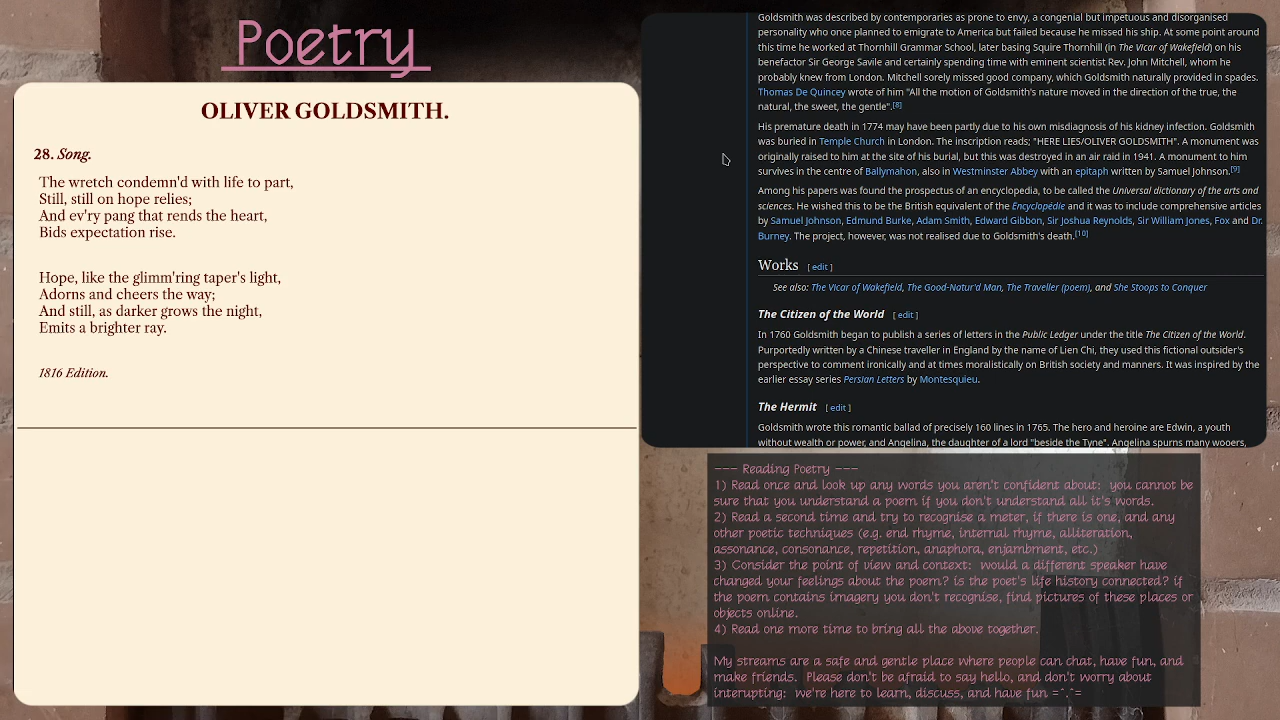 Poetry
OLIVER GOLDSMITH.
28. Song.
The wretch condemn'd with life to part,
Still, still on hope relies;
And ev'ry pang that rends the heart,
Bids expectation rise.
Hope, like the glimm'ring taper's light,
Adorns and cheers the way;
And still, as darker grows the night,
Emits a brighter ray.
1816 Edition.
Goldsmith was described by contemporaries as prone to envy, a congenial but impetuous and disorganised
personality who once planned to emigrate to America but failed because he missed his ship. At some point around
this time he worked at Thornhill Grammar School, later basing Squire Thornhill (in The Vicar of Wakefield) on his
benefactor Sir George Savile and certainly spending time with eminent scientist Rev. John Mitchell, whom he
probably knew from London. Mitchell sorely missed good company, which Goldsmith naturally provided in spades.
Thomas De Quincey wrote of him "All the motion of Goldsmith's nature moved in the direction of the true, the
natural, the sweet, the gentle".[8]
His premature death in 1774 may have been partly due to his own misdiagnosis of his kidney infection. Goldsmith
was buried in Temple Church in London. The inscription reads; "HERE LIES/OLIVER GOLDSMITH". A monument was
originally raised to him at the site of his burial, but this was destroyed in an air raid in 1941. A monument to him
survives in the centre of Ballymahon, also in Westminster Abbey with an epitaph written by Samuel Johnson.[9]
Among his papers was found the prospectus of an encyclopedia, to be called the Universal dictionary of the arts and
sciences. He wished this to be the British equivalent of the Encyclopédie and it was to include comprehensive articles
by Samuel Johnson, Edmund Burke, Adam Smith, Edward Gibbon, Sir Joshua Reynolds, Sir William Jones, Fox and Dr.
Burney. The project, however, was not realised due to Goldsmith's death.[10]
Works [ edit ]
See also: The Vicar of Wakefield, The Good-Natur'd Man, The Traveller (poem), and She Stoops to Conquer
The Citizen of the World [ edit ]
In 1760 Goldsmith began to publish a series of letters in the Public Ledger under the title The Citizen of the World.
Purportedly written by a Chinese traveller in England by the name of Lien Chi, they used this fictional outsider's
perspective to comment ironically and at times moralistically on British society and manners. It was inspired by the
earlier essay series Persian Letters by Montesquieu.
The Hermit [ edit ]
Goldsmith wrote this romantic ballad of precisely 160 lines in 1765. The hero and heroine are Edwin, a youth
without wealth or power, and Angelina, the daughter of a lord "beside the Tyne". Angelina spurns many wooers,
--- Reading Poetry ---
1) Read once and look up any words you aren't confident about: you cannot be
sure that you understand a poem if you don't understand all it's words.
2) Read a second time and try to recognise a meter, if there is one, and any
other poetic techniques (e.g. end rhyme, internal rhyme, alliteration,
assonance, consonance, repetition, anaphora, enjambment, etc.)
3) Consider the point of view and context: would a different speaker have
changed your feelings about the poem? is the poet's life history connected? if
the poem contains imagery you don't recognise, find pictures of these places or
objects online.
4) Read one more time to bring all the above together.
My streams are a safe and gentle place where people can chat, have fun, and
make friends. Please don't be afraid to say hello, and don't worry about
interupting: we're here to learn, discuss, and have fun =^.^=